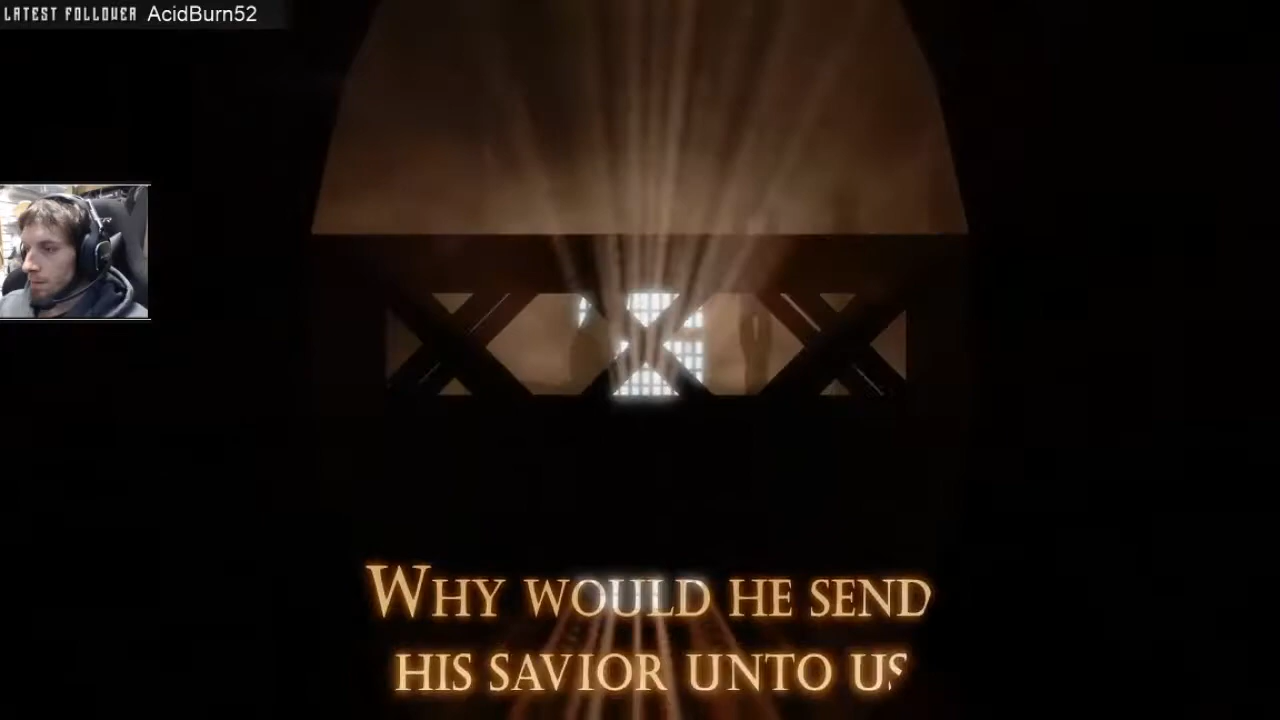 LATEST FOLLOWER AcidBurn52
WHY WOULD HE SEND
HIS SAVIOR UNTO US